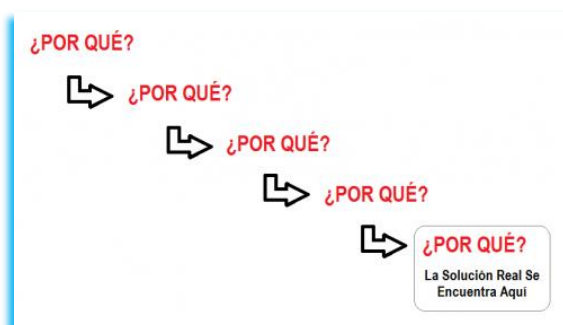 ¿POR QUÉ?
¿POR QUÉ?
¿POR QUÉ?
¿POR QUÉ?
¿POR QUÉ?
La Solución Real Se
Encuentra Aquí